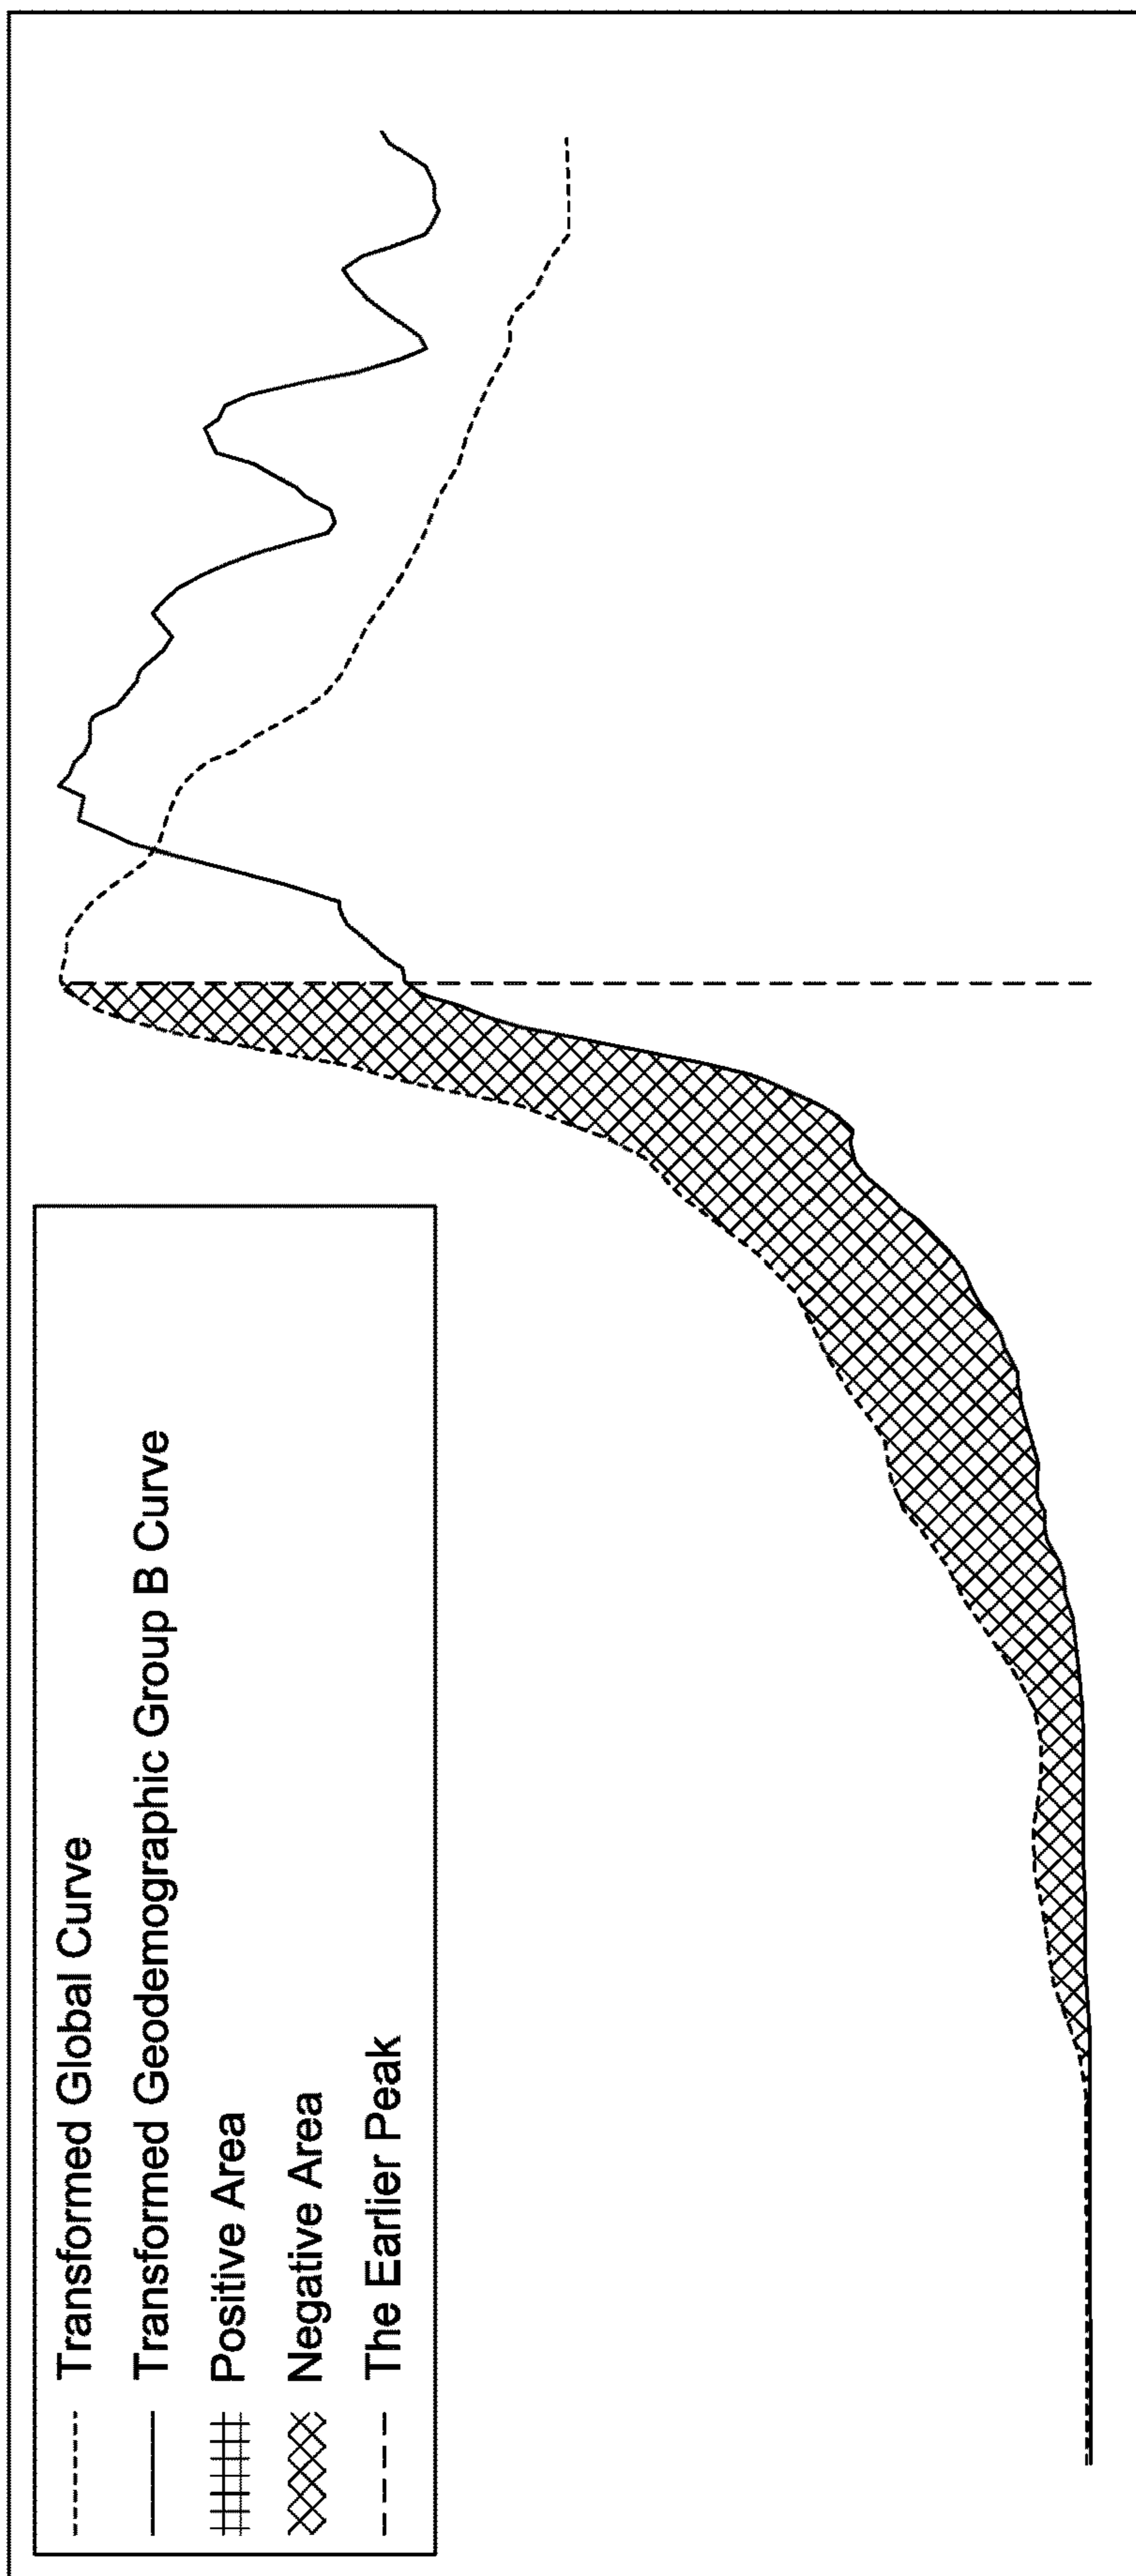 Transformed Global Curve
Transformed Geodemographic Group B Curve
Positive Area
Negative Area
The Earlier Peak